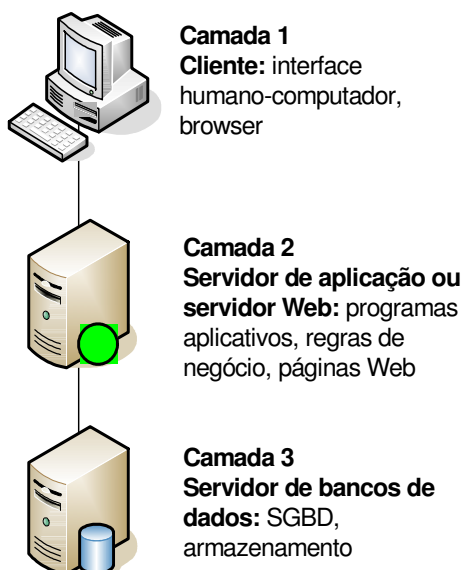 Camada 1
Cliente: interface
humano-computador,
browser
Camada 2
Servidor de aplicação ou
servidor Web: programas
aplicativos, regras de
negócio, páginas Web
Camada 3
Servidor de bancos de
dados: SGBD,
armazenamento